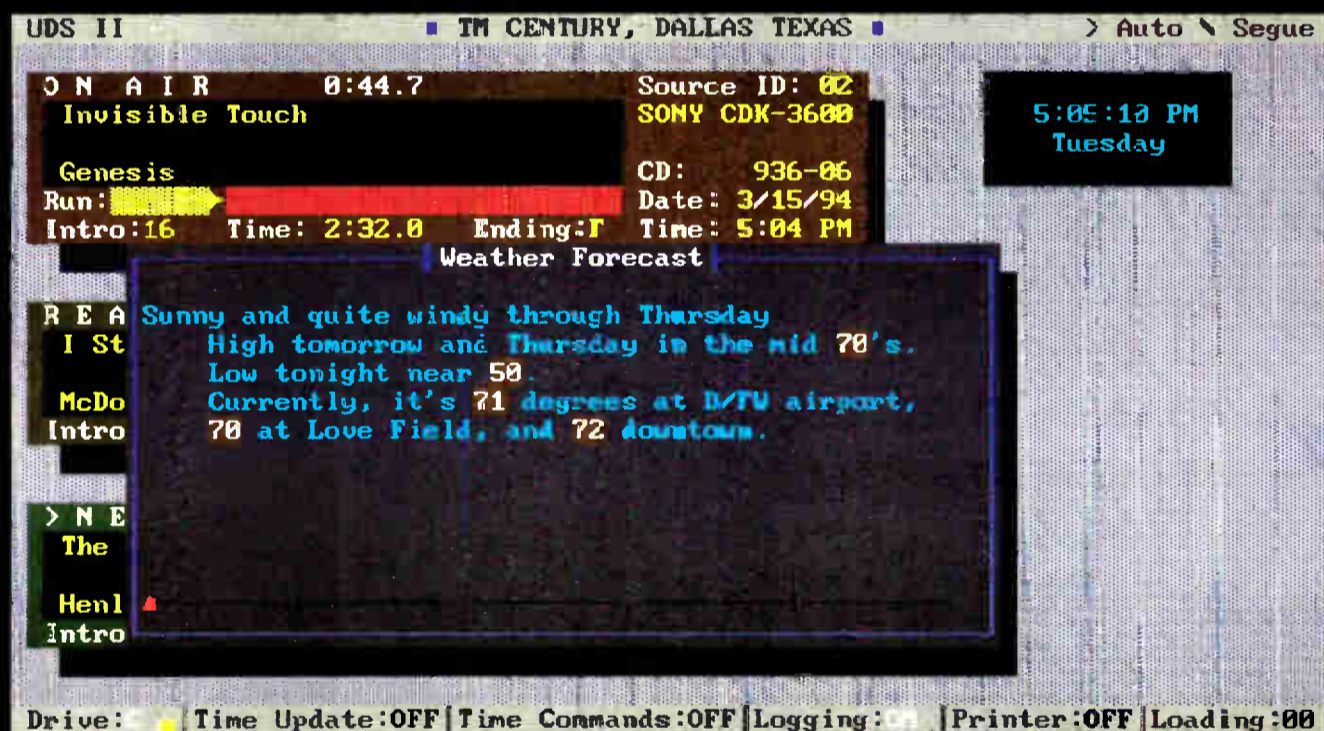 UDS II ■ TM CENTURY, DALLAS TEXAS ■ > Auto \ Segue
ON AIR 0:44.7 Source ID: 02
Invisible Touch SONY CDK-3600
5:05:10 PM
Tuesday
Genesis CD: 936-06
Run: Date: 3/15/94
Intro:16 Time: 2:32.0 Ending:F Time: 5:04 PM
Weather Forecast
R E A Sunny and quite windy through Thursday
I St High tomorrow and Thursday in the mid 70's.
Low tonight near 50.
McDo Currently, it's 71 degrees at D/FW airport,
Intro 70 at Love Field, and 72 downtown.
> N E
The
Henl
Intro
Drive: Time Update:OFF Time Commands:OFF Logging: Printer:OFF Loading:00